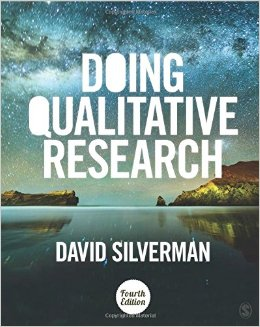 DOING
QUALITATIVE
RESEARCH
DAVID SILVERMAN
Fourth
Edition